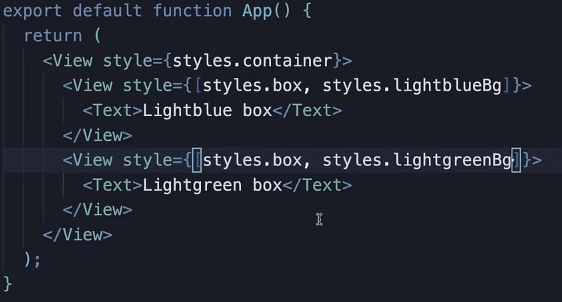 export default function App() {
  return (
    <View style={styles.container}>
      <View style={[styles.box, styles.lightblueBg]}>
        <Text>Lightblue box</Text>
      </View>
      <View style={[styles.box, styles.lightgreenBg]}>
        <Text>Lightgreen box</Text>
      </View>
    </View>
  );
}